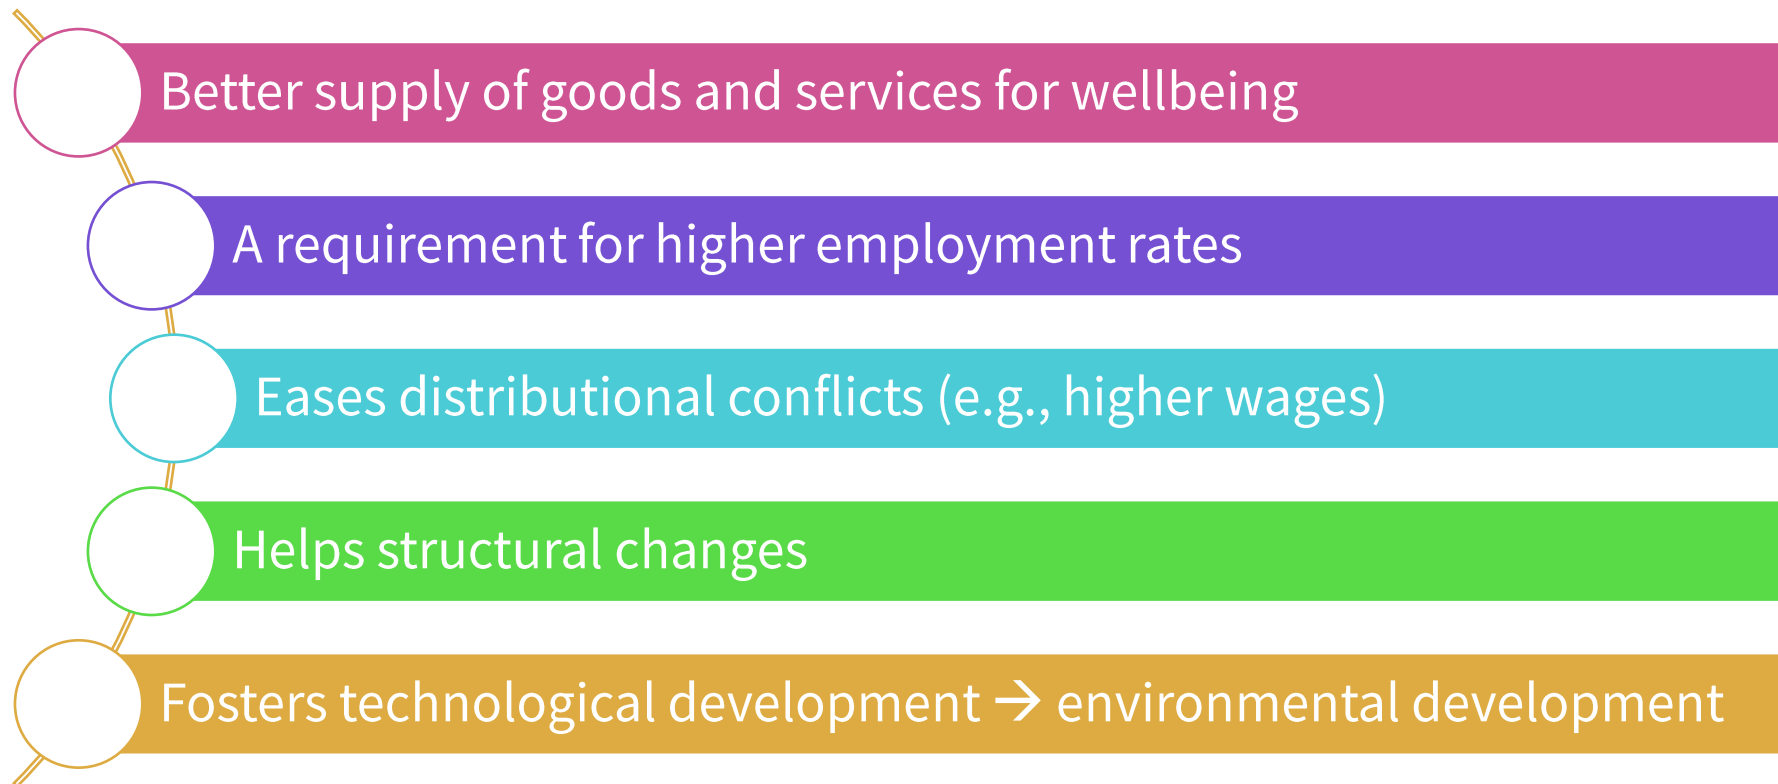 Better supply of goods and services for wellbeing
A requirement for higher employment rates
Eases distributional conflicts (e.g., higher wages)
Helps structural changes
Fosters technological development → environmental development